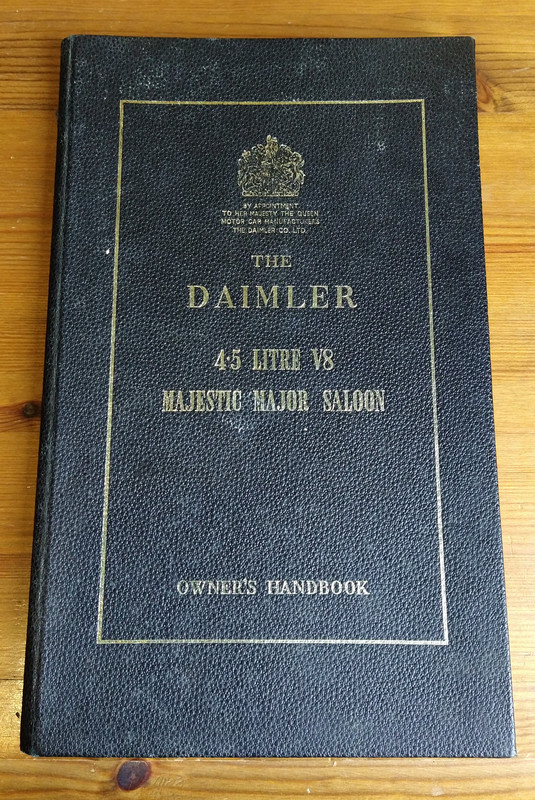 BY APPOINTMENT
TO HER MAJESTY THE QUEEN
MOTOR CAR MANUFACTURERS
THE DAIMLER CO. LTD.
THE
DAIMLER
4·5 LITRE V8
MAJESTIC MAJOR SALOON
OWNER'S HANDBOOK